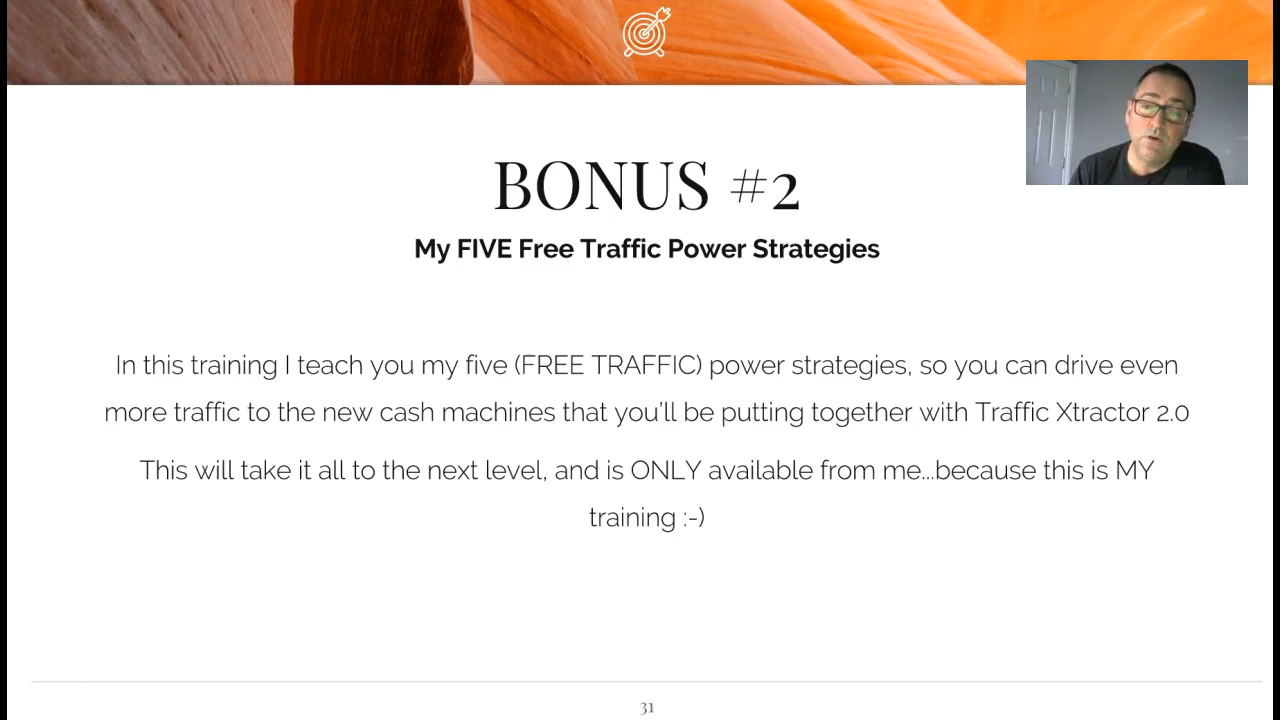 BONUS #2
My FIVE Free Traffic Power Strategies
In this training I teach you my five (FREE TRAFFIC) power strategies, so you can drive even
more traffic to the new cash machines that you’ll be putting together with Traffic Xtractor 2.0
This will take it all to the next level, and is ONLY available from me...because this is MY
training :-)
31